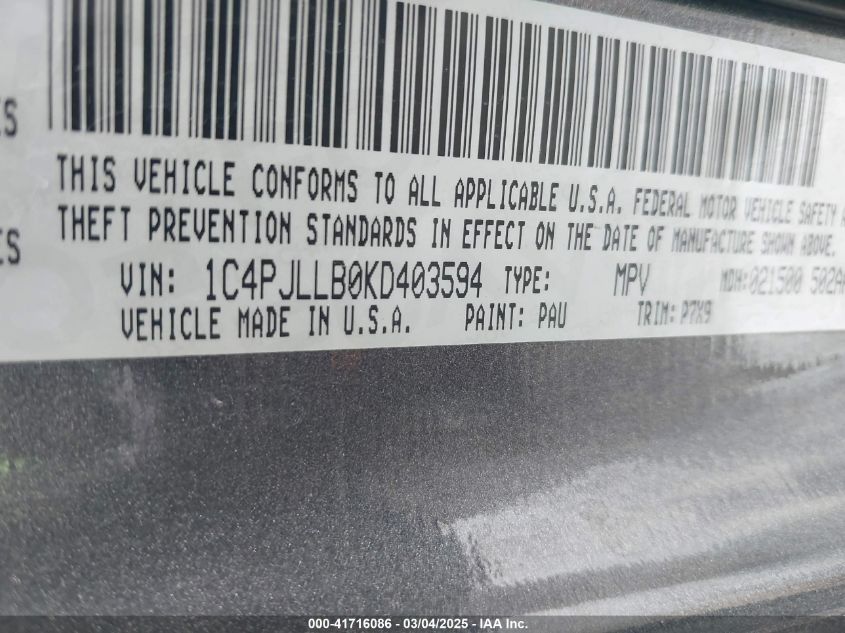 ES
THIS VEHICLE CONFORMS TO ALL APPLICABLE U.S.A. FEDERAL MOTOR VEHICLE SAFETY
ES
THEFT PREVENTION STANDARDS IN EFFECT ON THE DATE OF MANUFACTURE SHOWN ABOVE.
VIN: 1C4PJLLB0KD403594 TYPE: MPV MDH:021500 502A
VEHICLE MADE IN U.S.A. PAINT: PAU TRIM: P7X9
000-41716086 - 03/04/2025 - IAA Inc.